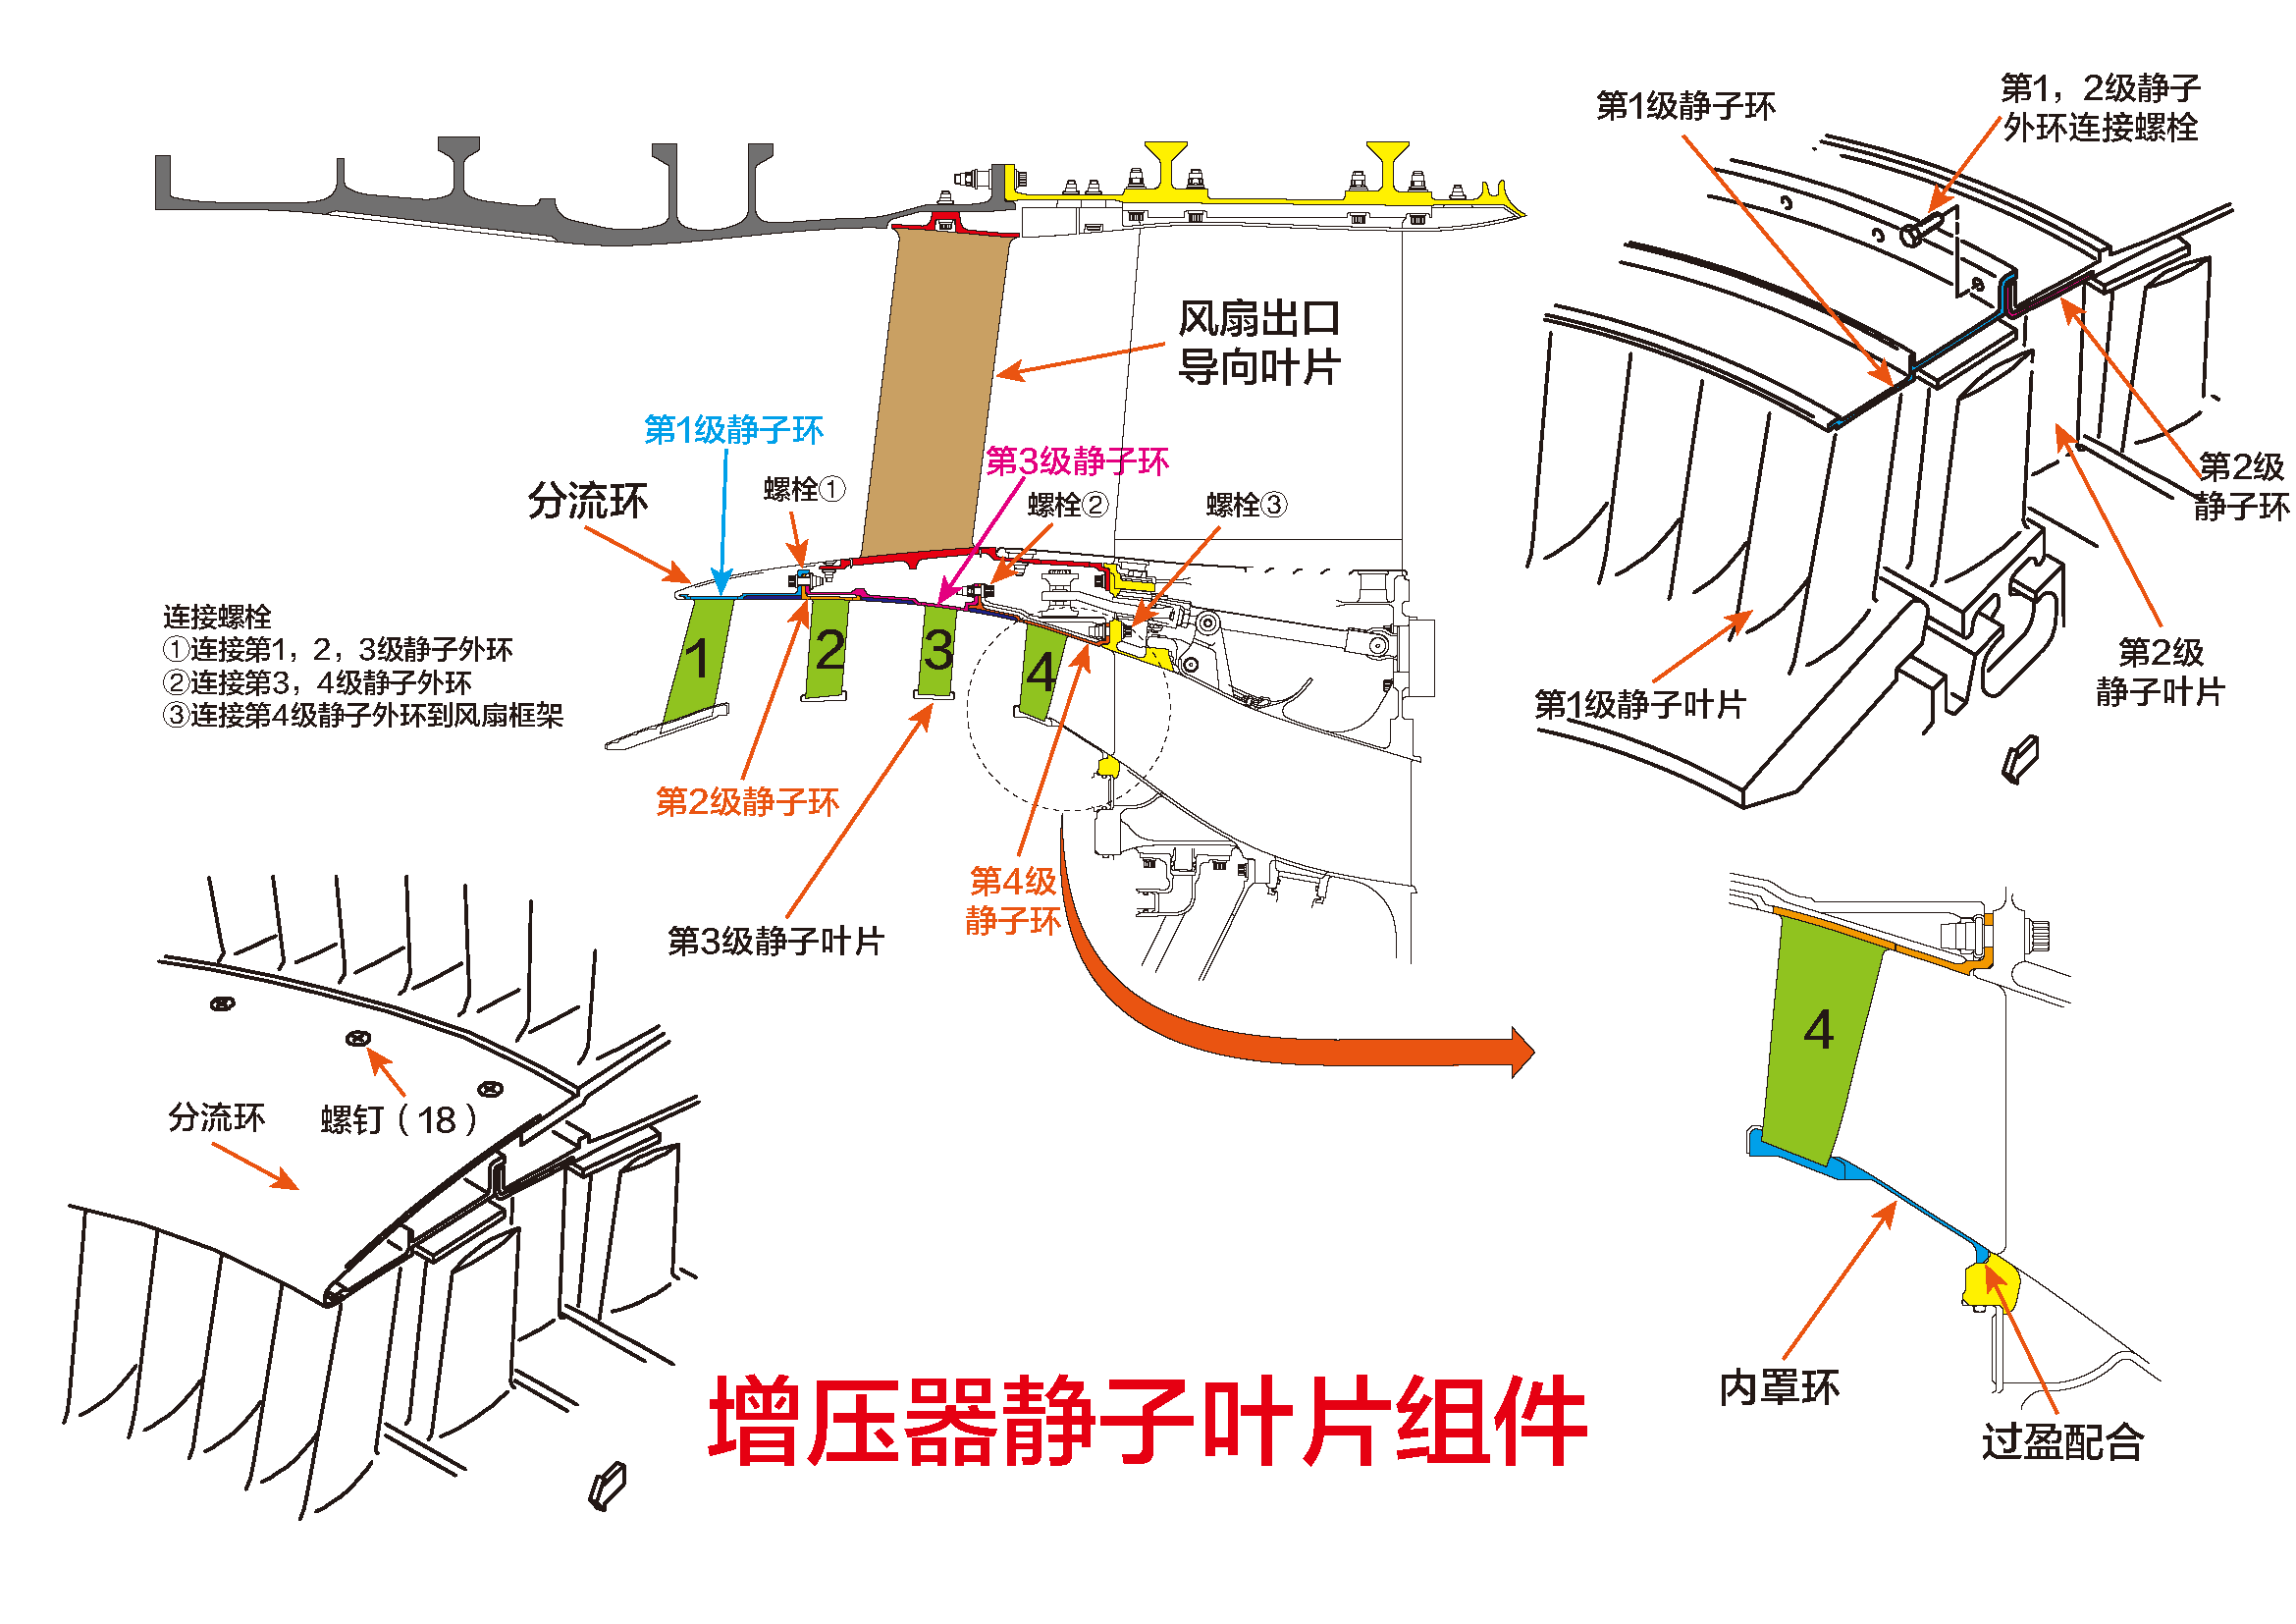 第1级静子环
第1，2级静子
外环连接螺栓
风扇出口
导向叶片
第1级静子环
第3级静子环
分流环
螺栓①
螺栓②
螺栓③
第2级
静子环
连接螺栓
①连接第1，2，3级静子外环
②连接第3，4级静子外环
③连接第4级静子外环到风扇框架
1
2
3
4
第2级
静子叶片
第1级静子叶片
第2级静子环
第4级
静子环
第3级静子叶片
4
分流环
螺钉（18）
内罩环
过盈配合
增压器静子叶片组件